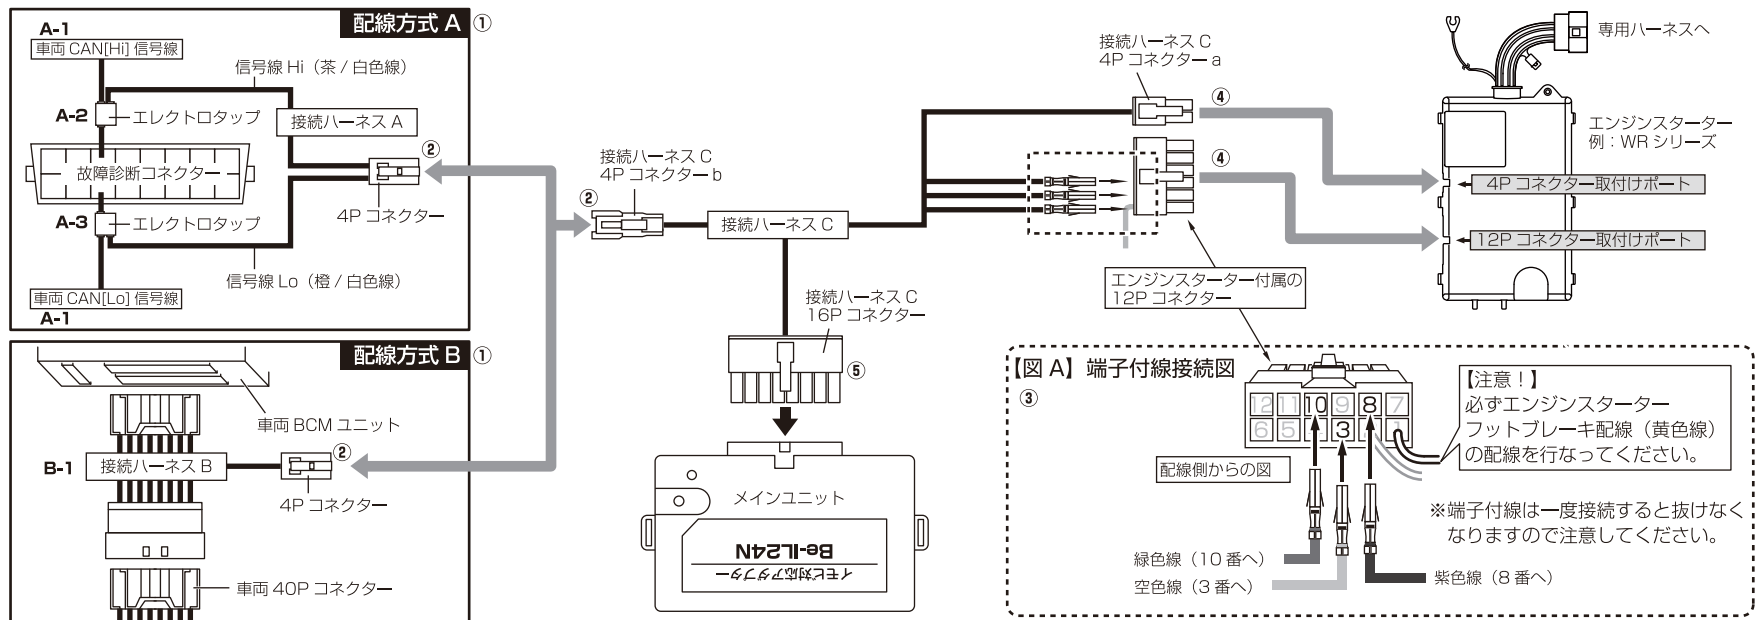 配線方式 A ①
A-1
車両 CAN[Hi] 信号線
信号線 Hi（茶 / 白色線）
A-2
エレクトロタップ
接続ハーネス A
故障診断コネクター
②
4P コネクター
A-3
エレクトロタップ
信号線 Lo（橙 / 白色線）
車両 CAN[Lo] 信号線
A-1
配線方式 B ①
車両 BCM ユニット
B-1
接続ハーネス B
②
4P コネクター
車両 40P コネクター
接続ハーネス C
4P コネクター b
②
接続ハーネス C
接続ハーネス C
16P コネクター
⑤
メインユニット
Be-IL24N
イモビ対応アダプター
接続ハーネス C
4P コネクター a
④
④
エンジンスターター付属の
12P コネクター
専用ハーネスへ
エンジンスターター
例：WR シリーズ
4P コネクター取付けポート
12P コネクター取付けポート
【図 A】端子付線接続図
③
12 11 10 9 8 7
6 5 3 1
配線側からの図
【注意！】
必ずエンジンスターター
フットブレーキ配線（黄色線）
の配線を行なってください。
※端子付線は一度接続すると抜けなく
なりますので注意してください。
緑色線（10 番へ）
空色線（3 番へ）
紫色線（8 番へ）